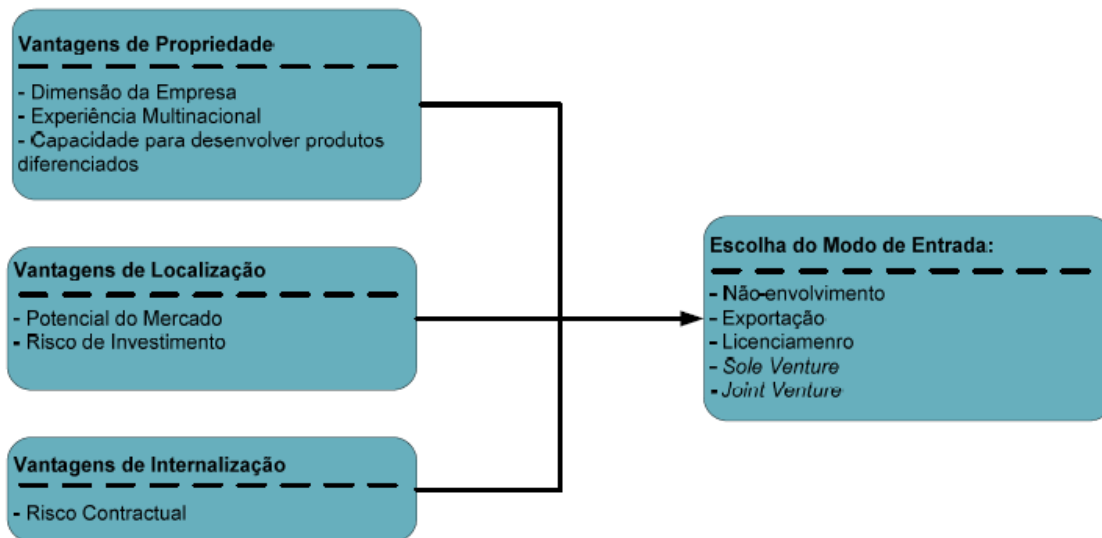 Vantagens de Propriedade
- Dimensão da Empresa
- Experiência Multinacional
- Capacidade para desenvolver produtos
diferenciados
Vantagens de Localização
- Potencial do Mercado
- Risco de Investimento
Vantagens de Internalização
- Risco Contractual
Escolha do Modo de Entrada:
- Não-envolvimento
- Exportação
- Licenciamenro
- Sole Venture
- Joint Venture